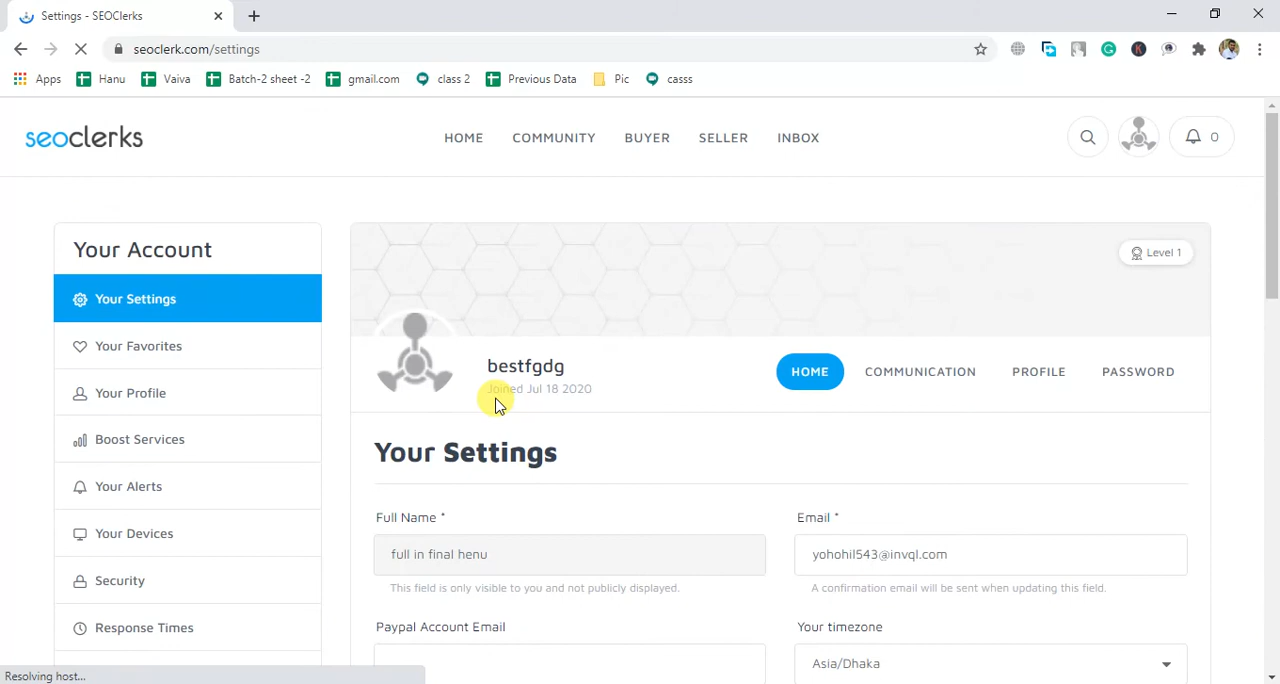 Settings - SEOClerks
seoclerk.com/settings
Apps Hanu Vaiva Batch-2 sheet -2 gmail.com class 2 Previous Data Pic casss
seoclerks HOME COMMUNITY BUYER SELLER INBOX 0
Your Account
Your Settings
Your Favorites
Your Profile
Boost Services
Your Alerts
Your Devices
Security
Response Times
Level 1
bestfgdg
Joined Jul 18 2020
HOME COMMUNICATION PROFILE PASSWORD
Your Settings
Full Name * Email *
full in final henu yohohil543@invql.com
This field is only visible to you and not publicly displayed. A confirmation email will be sent when updating this field.
Paypal Account Email Your timezone
Asia/Dhaka
Resolving host...